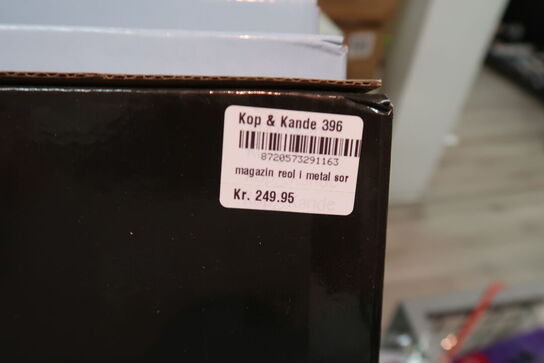 Kop & Kande 396
8720573291163
magazin reol i metal sor
Kr. 249.95